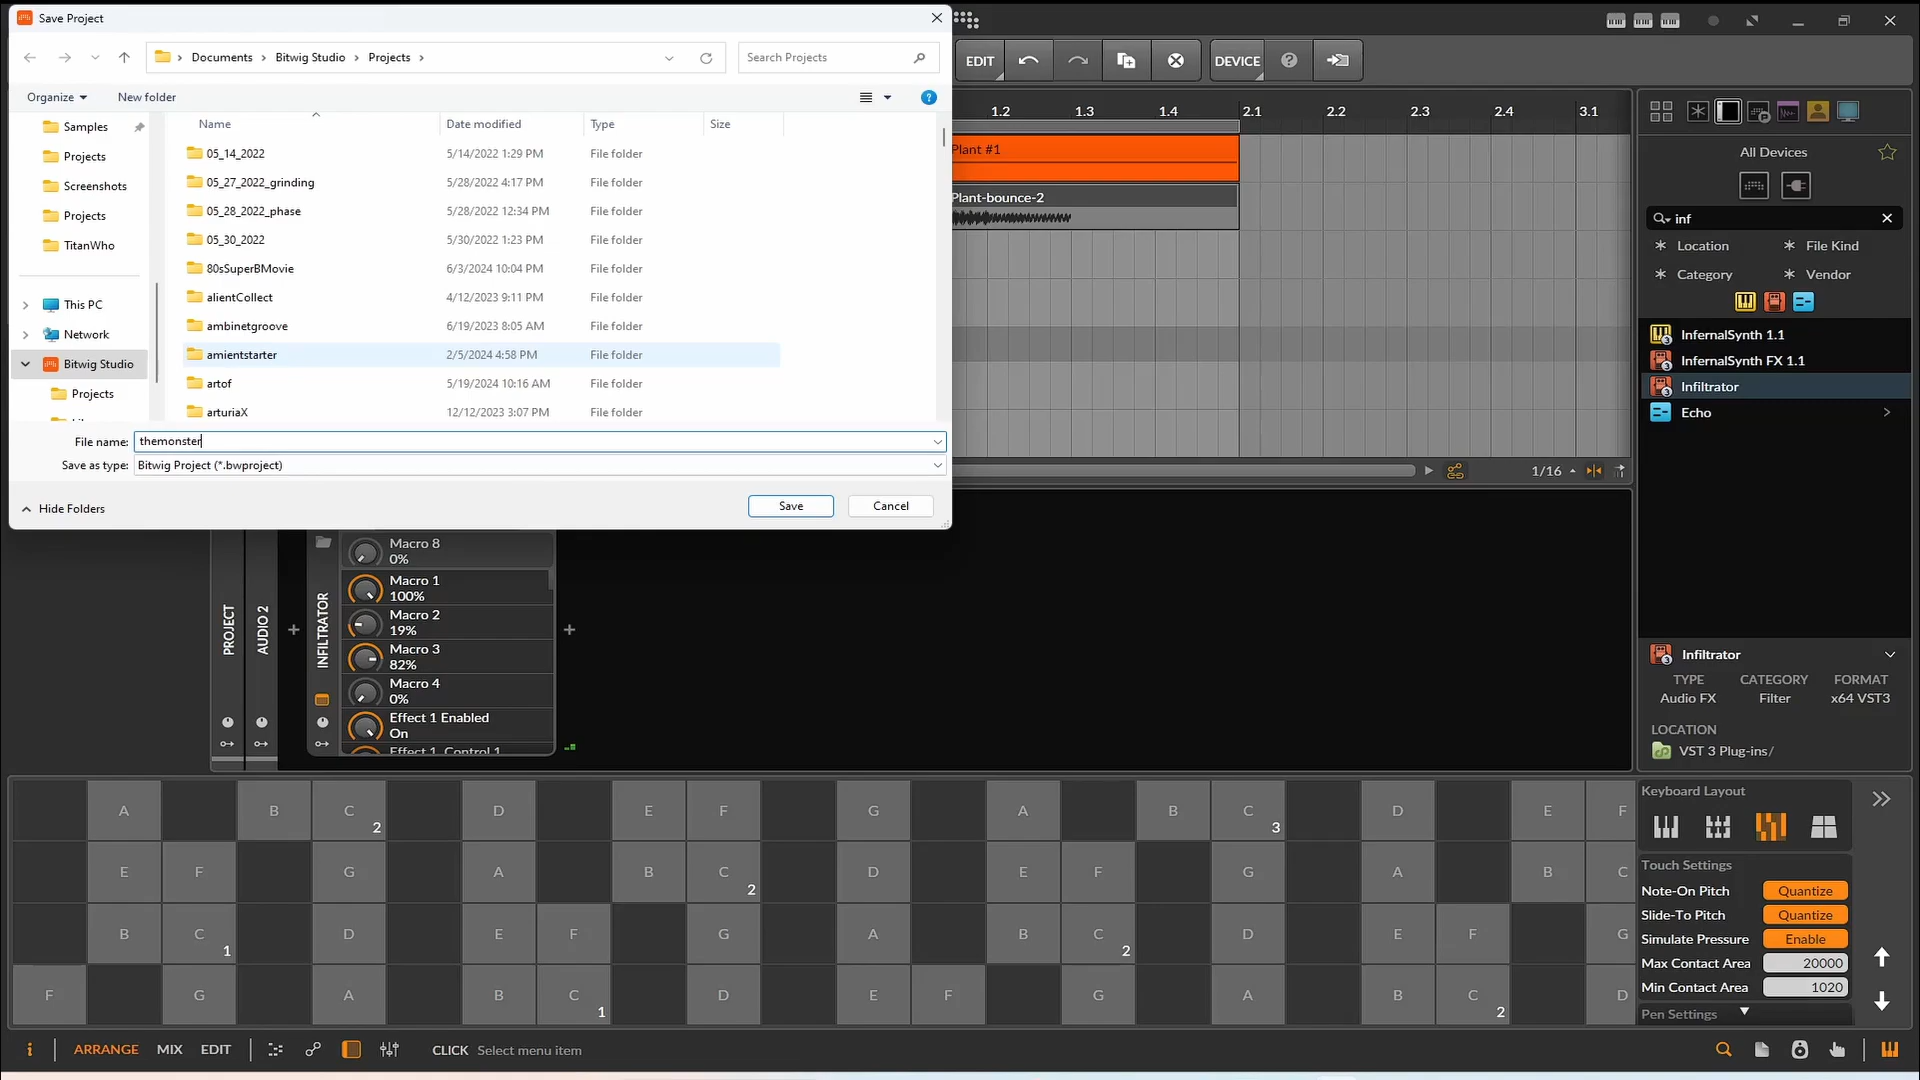 Save Project
Documents > Bitwig Studio > Projects >
Search Projects
Organize
New folder
Samples
Projects
Screenshots
Projects
TitanWho
This PC
Network
Bitwig Studio
Projects
Name Date modified Type Size
05_14_2022 5/14/2022 1:29 PM File folder
05_27_2022_grinding 5/28/2022 4:17 PM File folder
05_28_2022_phase 5/28/2022 12:34 PM File folder
05_30_2022 5/30/2022 1:23 PM File folder
80sSuperBMovie 6/3/2024 10:04 PM File folder
alientCollect 4/12/2023 9:11 PM File folder
ambinetgroove 6/19/2023 8:05 AM File folder
amientstarter 2/5/2024 4:58 PM File folder
artof 5/19/2024 10:16 AM File folder
arturiaX 12/12/2023 3:07 PM File folder
File name: themonster
Save as type: Bitwig Project (*.bwproject)
Hide Folders
Save
Cancel
EDIT
DEVICE
?
1.2 1.3 1.4 2.1 2.2 2.3 2.4 3.1
Plant #1
Plant-bounce-2
1/16
All Devices
inf
Location
File Kind
Category
Vendor
InfernalSynth 1.1
InfernalSynth FX 1.1
Infiltrator
Echo
Infiltrator
TYPE CATEGORY FORMAT
Audio FX Filter x64 VST3
LOCATION
VST 3 Plug-ins/
PROJECT
AUDIO 2
INFILTRATOR
Macro 8
0%
Macro 1
100%
Macro 2
19%
Macro 3
82%
Macro 4
0%
Effect 1 Enabled
On
Effect 1, Control 1
A B C 2 D E F G A B C 3 D E F
E F G A B C 2 D E F G A B C
B C 1 D E F G A B C 2 D E F G
F G A B C 1 D E F G A B C 2 D
Keyboard Layout
Touch Settings
Note-On Pitch Quantize
Slide-To Pitch Quantize
Simulate Pressure Enable
Max Contact Area 20000
Min Contact Area 1020
Pen Settings
i
ARRANGE MIX EDIT
CLICK Select menu item